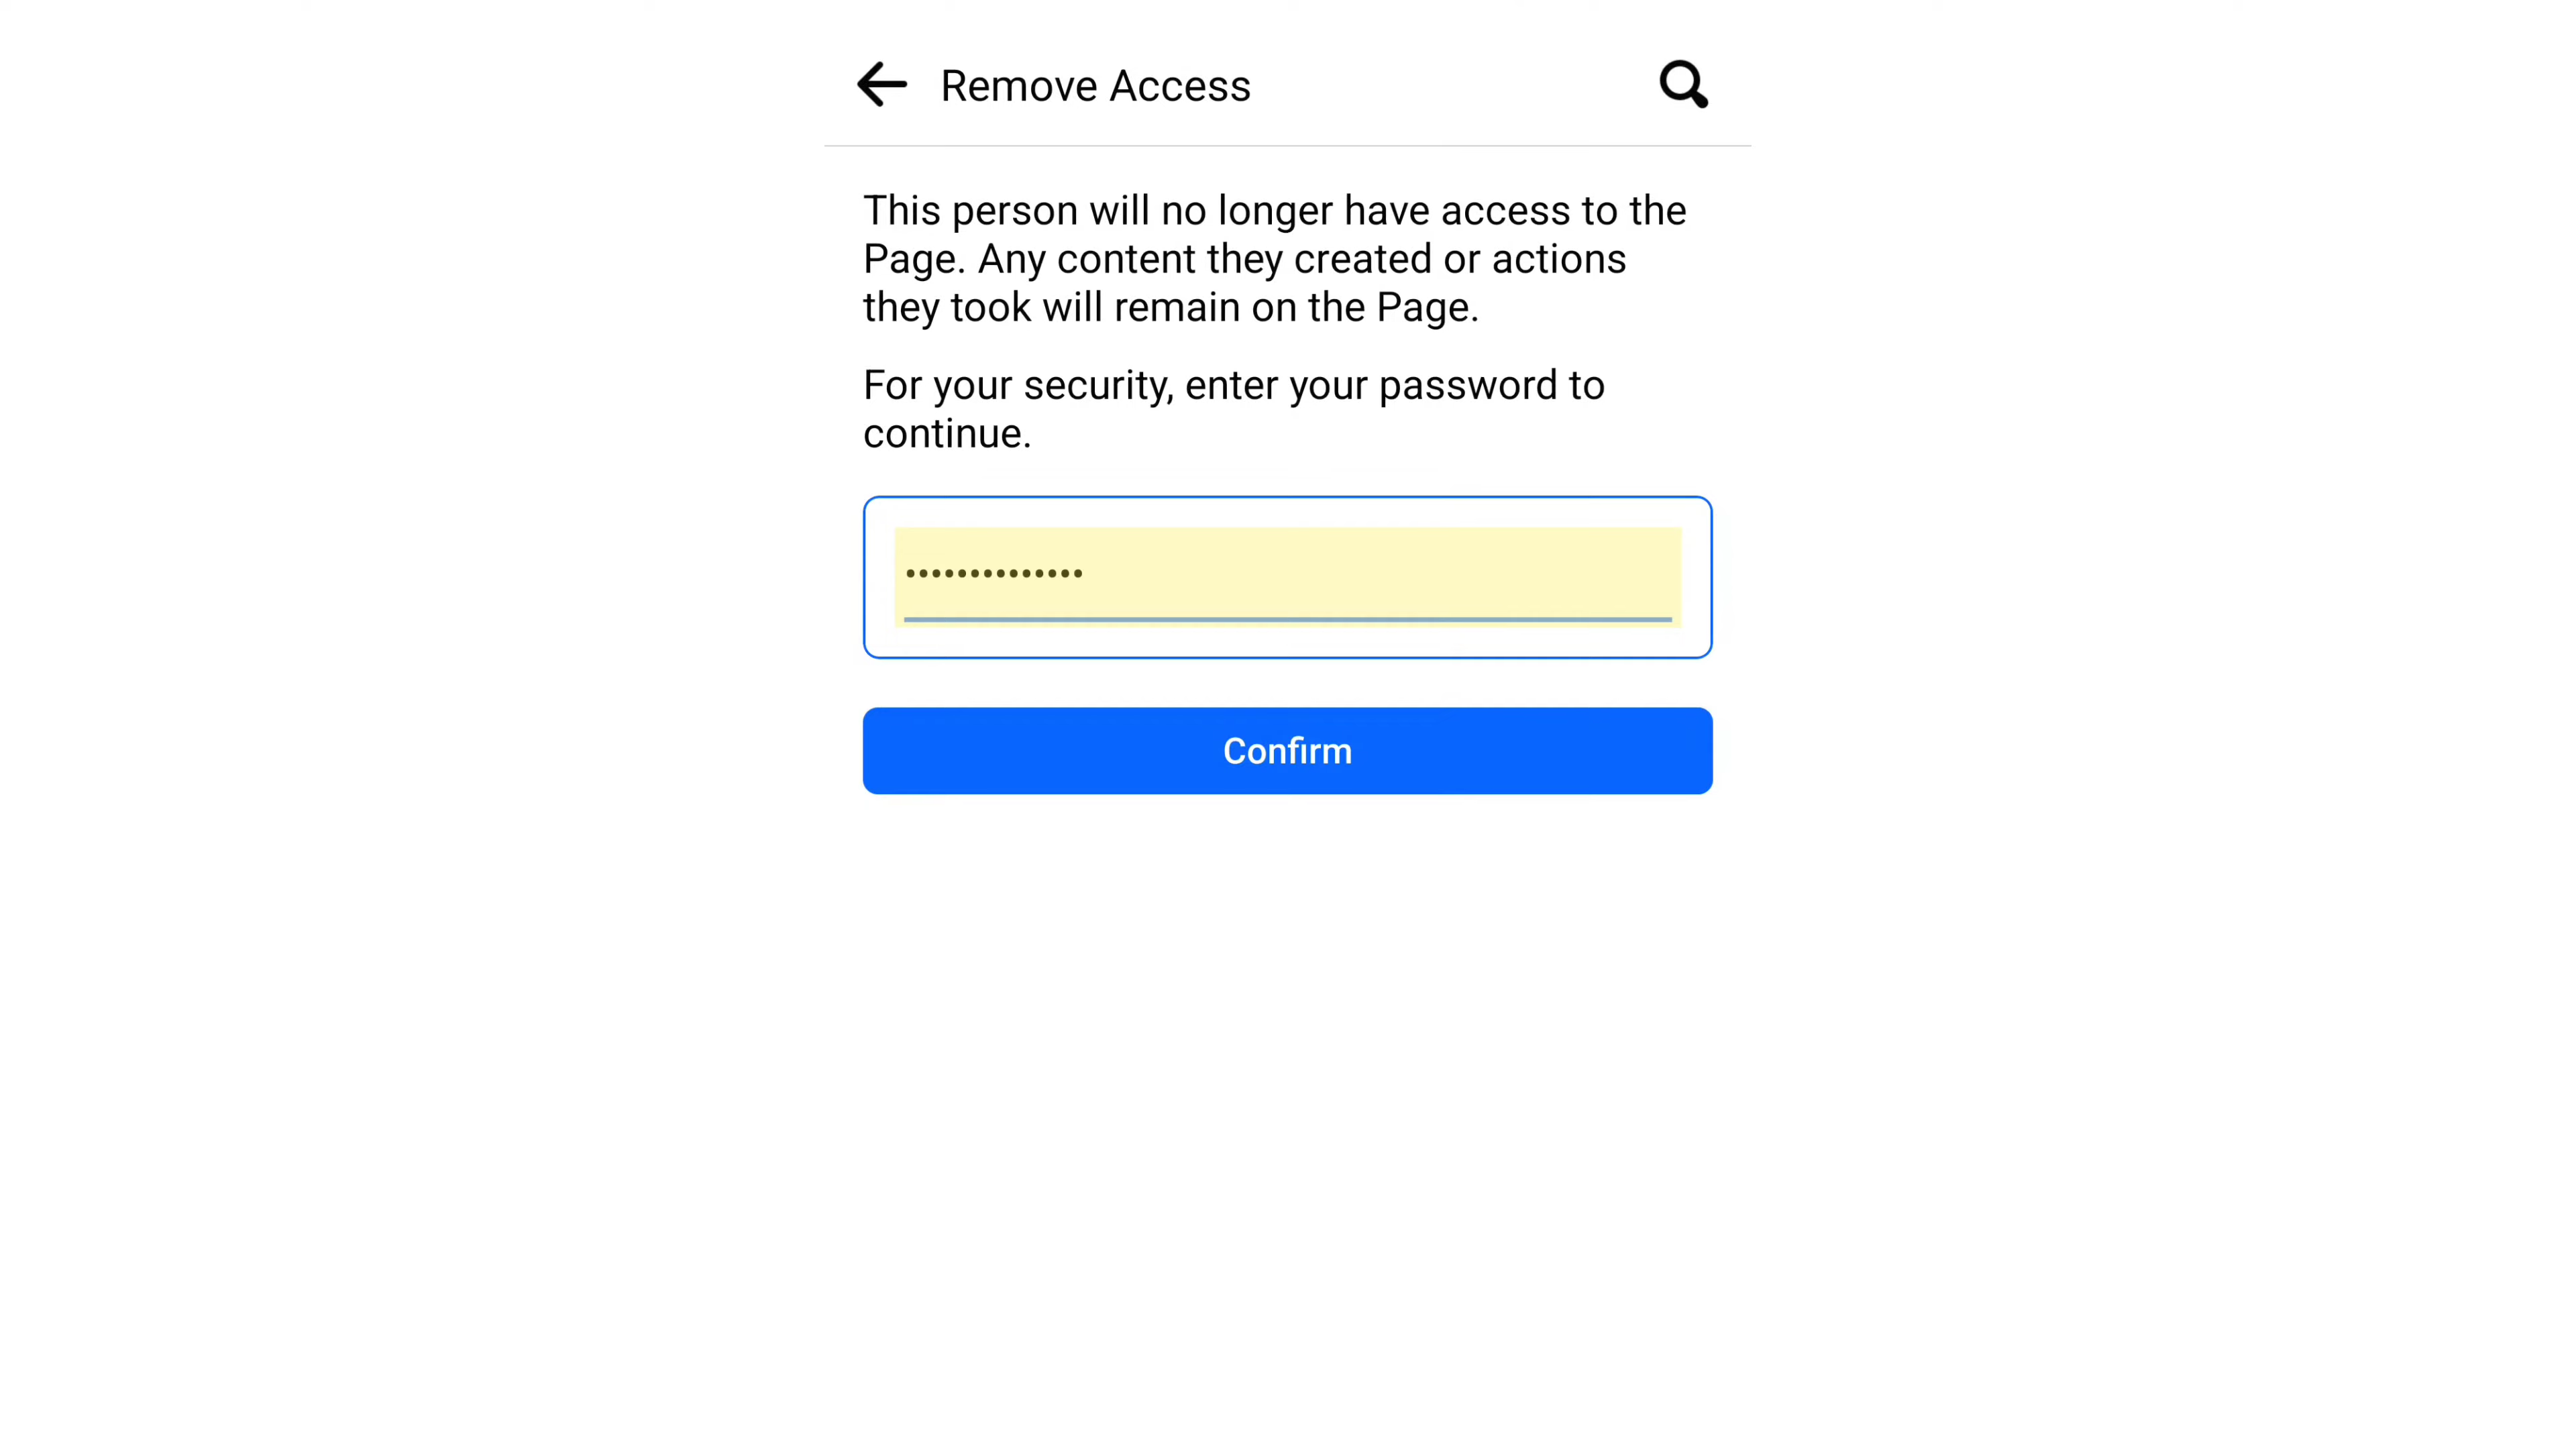 Remove Access
This person will no longer have access to the
Page. Any content they created or actions
they took will remain on the Page.
For your security, enter your password to
continue.
••••••••••••••
Confirm